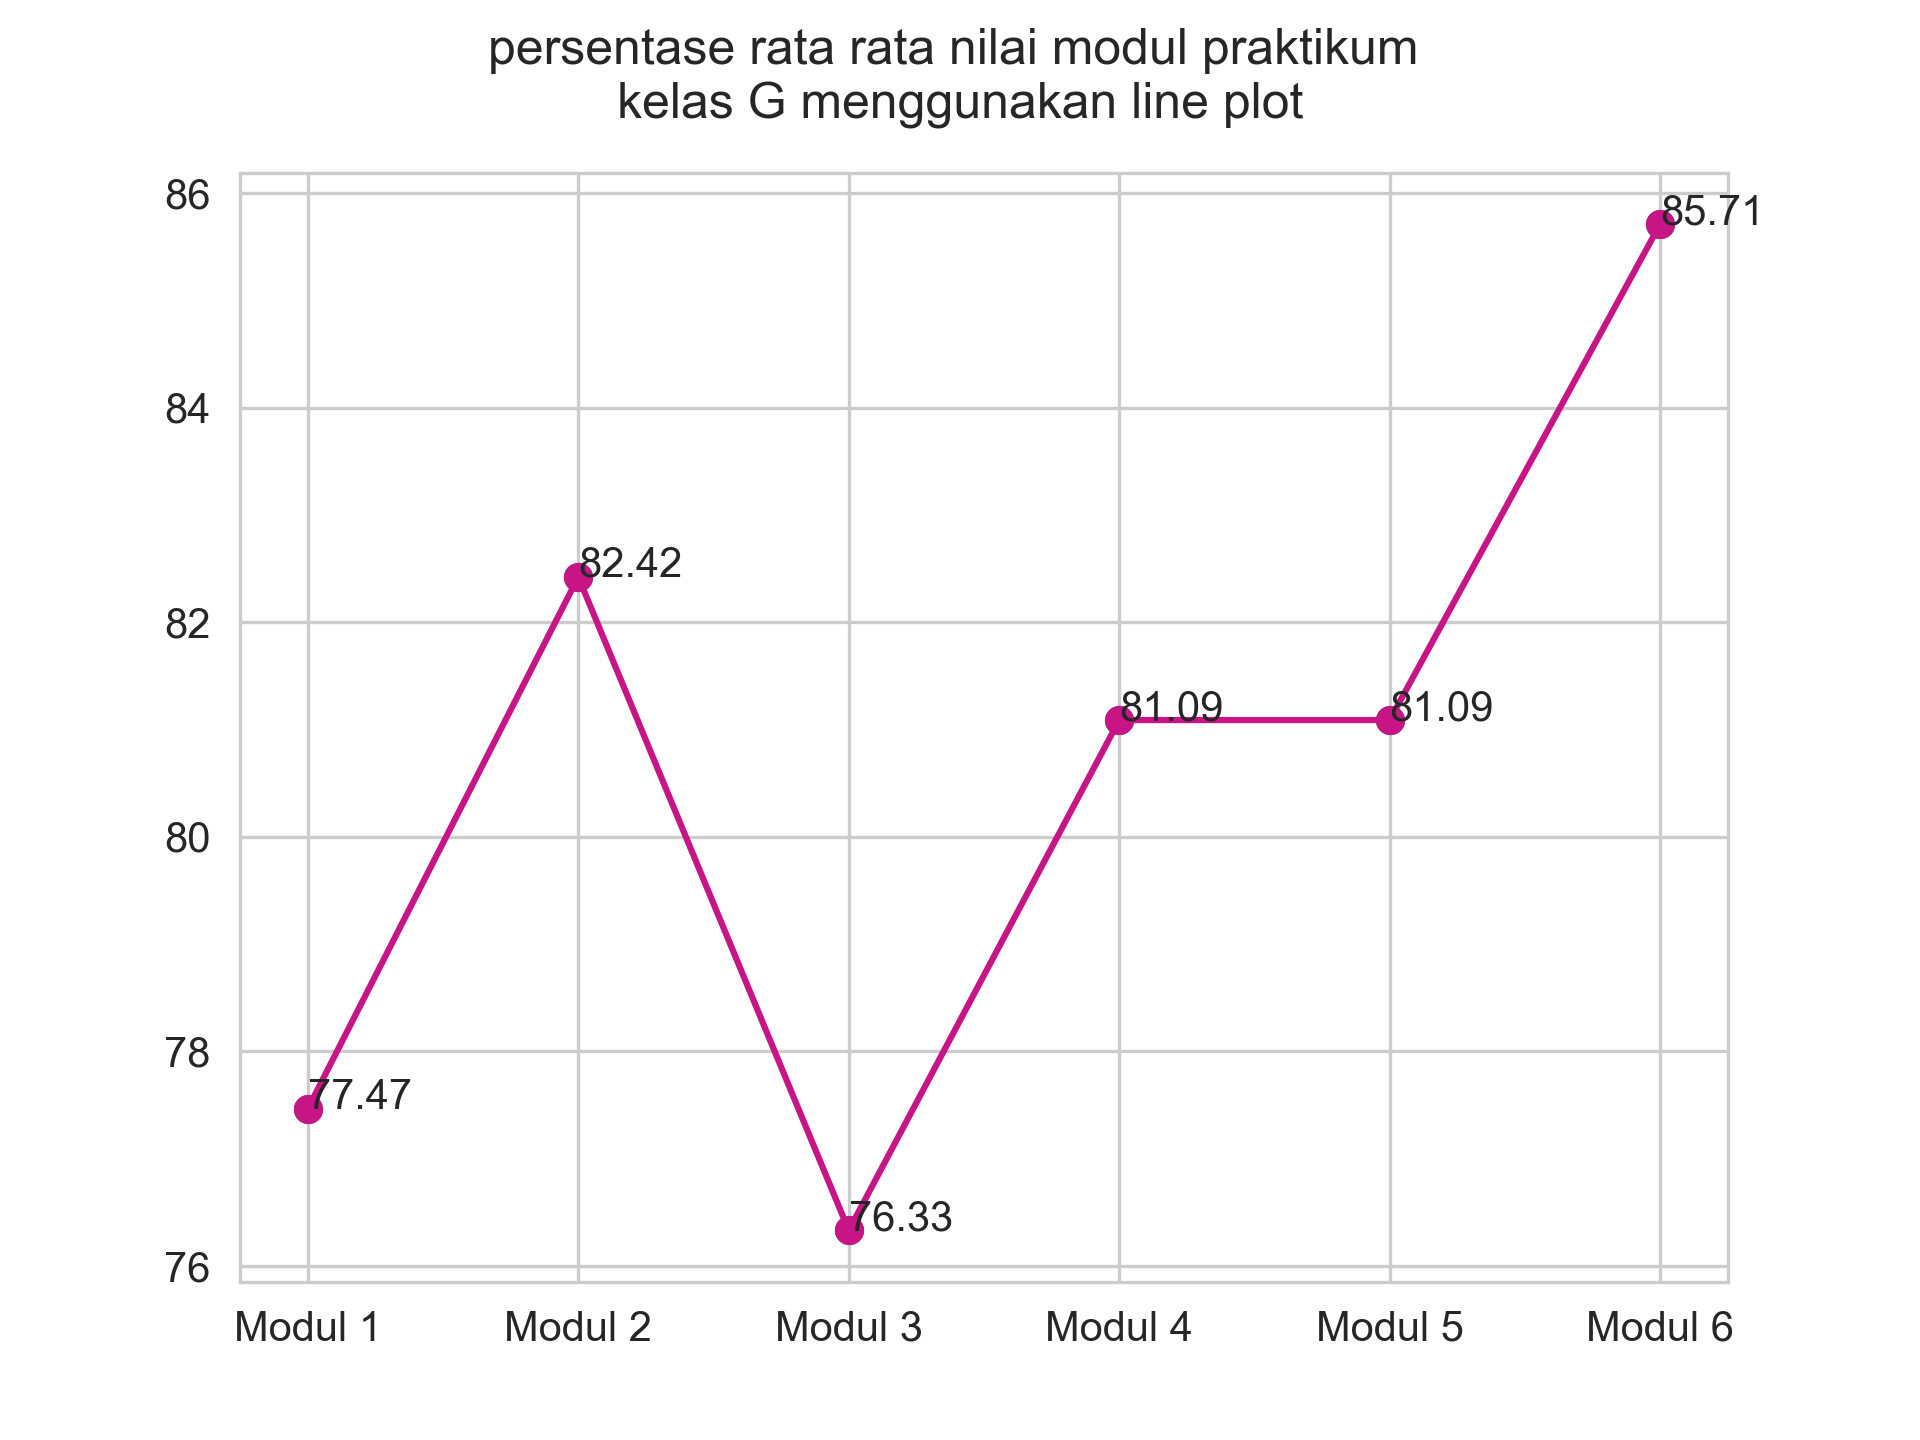 persentase rata rata nilai modul praktikum
kelas G menggunakan line plot
86
84
82
80
78
76
77.47
82.42
76.33
81.09
81.09
85.71
Modul 1
Modul 2
Modul 3
Modul 4
Modul 5
Modul 6